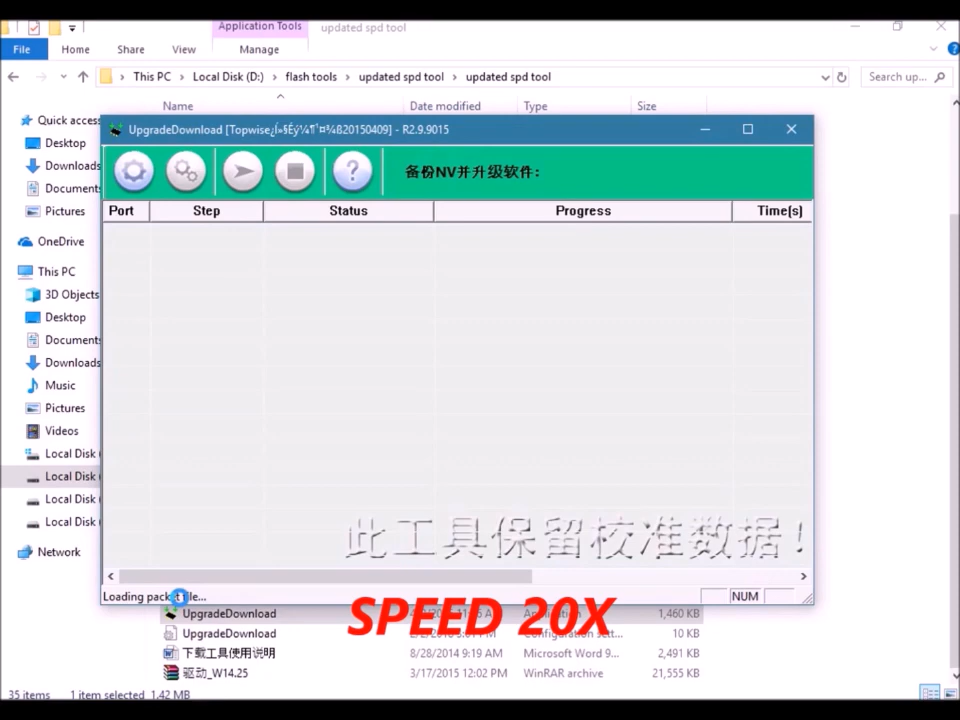 Application Tools
updated spd tool
File
Home
Share
View
Manage
This PC
Local Disk (D:)
flash tools
updated spd tool
updated spd tool
Search up...
Name
Date modified
Type
Size
Quick access
Desktop
Downloads
Documents
Pictures
OneDrive
This PC
3D Objects
Desktop
Documents
Downloads
Music
Pictures
Videos
Local Disk (
Local Disk (
Local Disk (
Local Disk (
Network
- R2.9.9015
备份NV并升级软件:
Port
Step
Status
Progress
Time(s)
此工具保留校准数据!
NUM
SPEED 20X
UpgradeDownload
1,460 KB
UpgradeDownload
10 KB
下载工具使用说明
8/28/2014 9:19 AM
Microsoft Word 9...
2,491 KB
驱动_W14.25
3/17/2015 12:02 PM
WinRAR archive
21,555 KB
35 items
1 item selected
1.42 MB